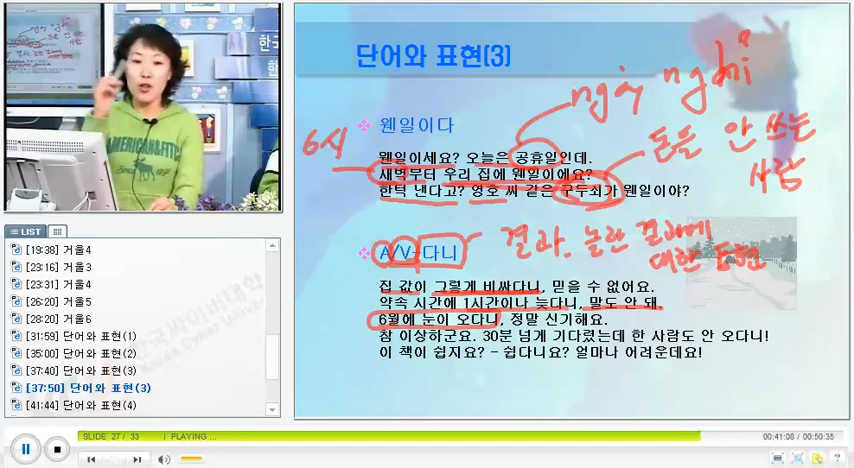 단어와 표현(3)
ngày nghỉ
웬일이다
6시
돈을 안 쓰는
사람
웬일이세요? 오늘은 공휴일인데.
새벽부터 우리 집에 웬일이에요?
한턱 낸다고? 영호 씨 같은 구두쇠가 웬일이야?
A/V-다니
결과. 놀란 결과에
대한 표현
집 값이 그렇게 비싸다니, 믿을 수 없어요.
약속 시간에 1시간이나 늦다니, 말도 안 돼.
6월에 눈이 오다니, 정말 신기해요.
참 이상하군요. 30분 넘게 기다렸는데 한 사람도 안 오다니!
이 책이 쉽지요? - 쉽다니요? 얼마나 어려운데요!
AMERICAN&FITC
LIST
[19:38] 거울4
[23:16] 거울3
[23:31] 거울4
[26:20] 거울5
[28:20] 거울6
[31:59] 단어와 표현(1)
[35:00] 단어와 표현(2)
[37:40] 단어와 표현(3)
[37:50] 단어와 표현(3)
[41:44] 단어와 표현(4)
SLIDE 27 / 33 | PLAYING ...
00:41:08 / 00:50:35